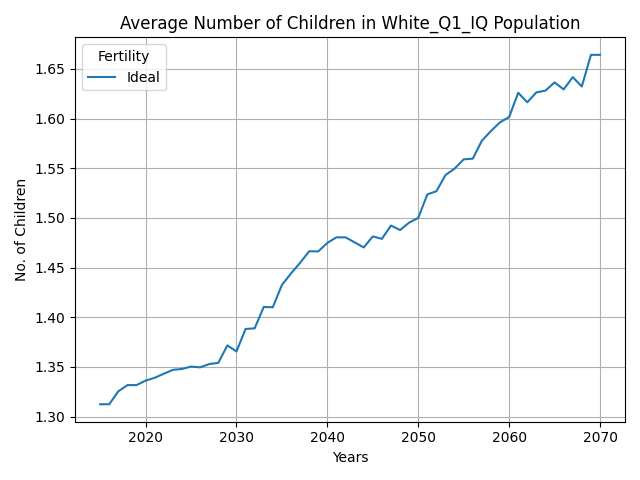 Average Number of Children in White_Q1_IQ Population
Fertility
Ideal
No. of Children
1.65
1.60
1.55
1.50
1.45
1.40
1.35
1.30
2020 2030 2040 2050 2060 2070
Years